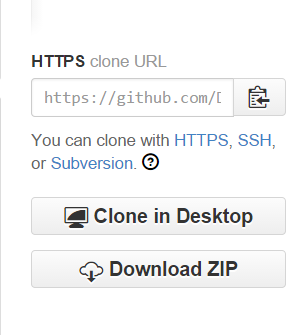 HTTPS clone URL
https://github.com/D
You can clone with HTTPS, SSH,
or Subversion.
Clone in Desktop
Download ZIP